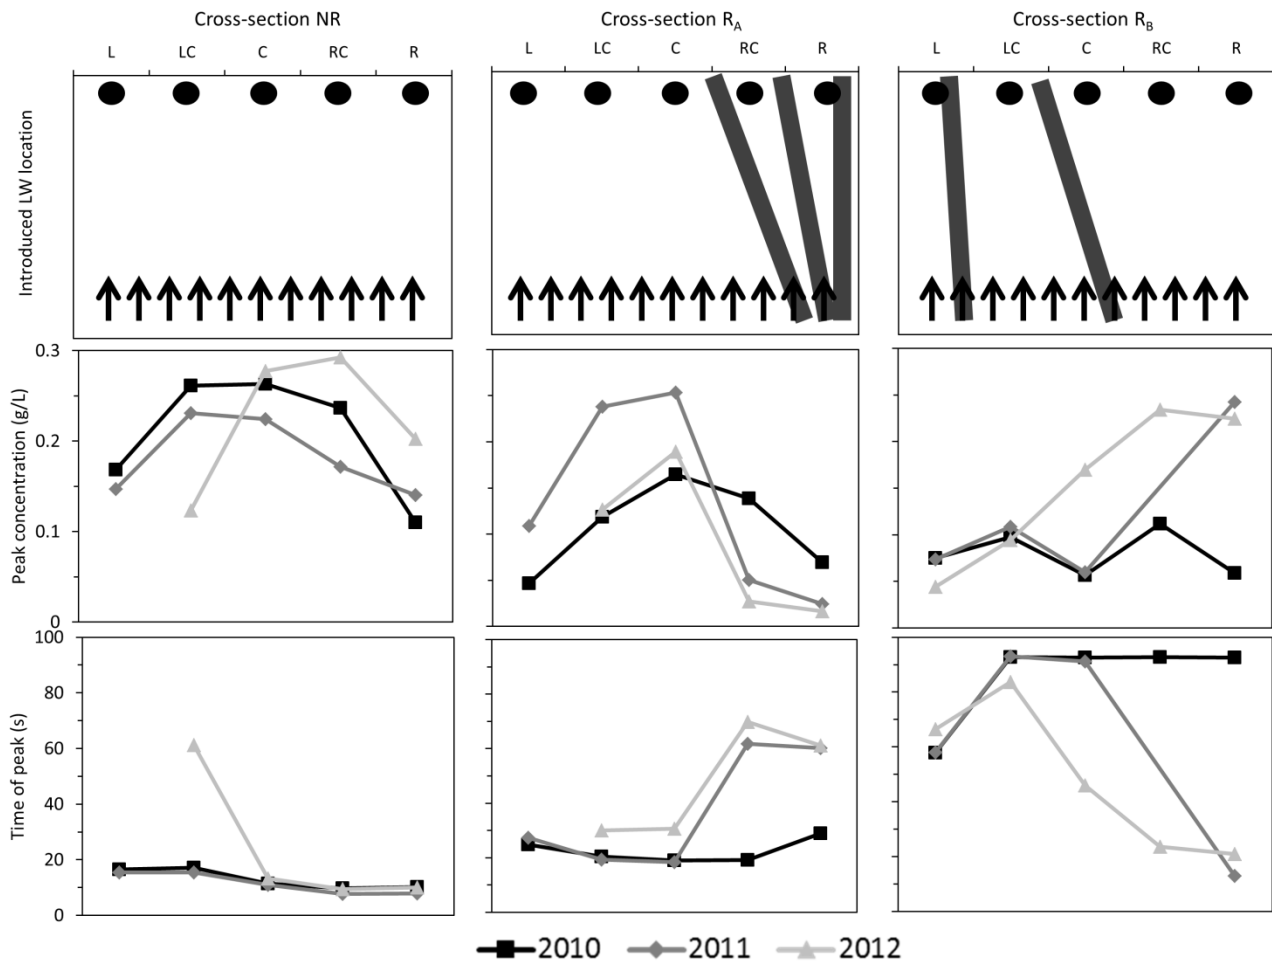 Cross-section NR
Cross-section RA
Cross-section RB
L LC C RC R
L LC C RC R
L LC C RC R
Introduced LW location
Peak concentration (g/L)
0.3
0.2
0.1
0
Time of peak (s)
100
80
60
40
20
0
2010 2011 2012